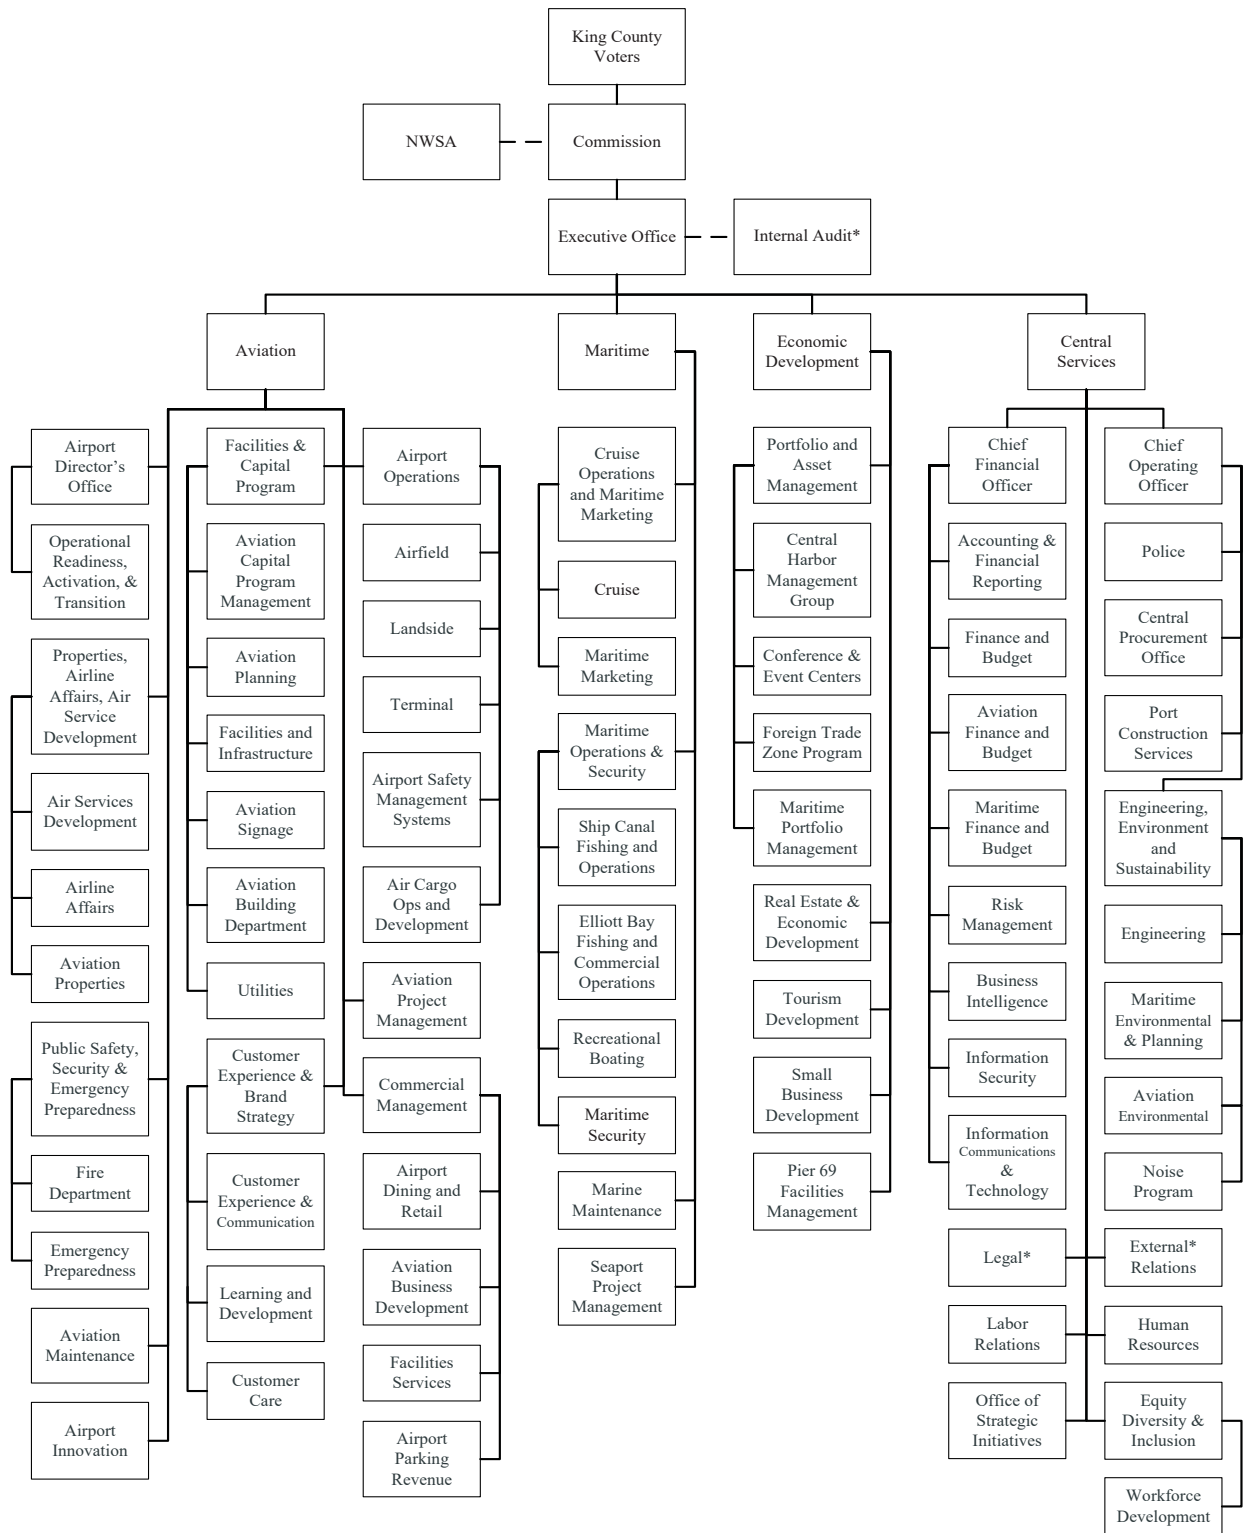 King County
Voters
NWSA
Commission
Executive Office
Internal Audit*
Aviation
Maritime
Economic
Development
Central
Services
Airport
Director's
Office
Operational
Readiness,
Activation, &
Transition
Properties,
Airline
Affairs, Air
Service
Development
Air Services
Development
Airline
Affairs
Aviation
Properties
Public Safety,
Security &
Emergency
Preparedness
Fire
Department
Emergency
Preparedness
Aviation
Maintenance
Airport
Innovation
Facilities &
Capital
Program
Aviation
Capital
Program
Management
Aviation
Planning
Facilities and
Infrastructure
Aviation
Signage
Aviation
Building
Department
Utilities
Customer
Experience &
Brand
Strategy
Customer
Experience &
Communication
Learning and
Development
Customer
Care
Airport
Operations
Airfield
Landside
Terminal
Airport Safety
Management
Systems
Air Cargo
Ops and
Development
Aviation
Project
Management
Commercial
Management
Airport
Dining and
Retail
Aviation
Business
Development
Facilities
Services
Airport
Parking
Revenue
Cruise
Operations
and Maritime
Marketing
Cruise
Maritime
Marketing
Maritime
Operations &
Security
Ship Canal
Fishing and
Operations
Elliott Bay
Fishing and
Commercial
Operations
Recreational
Boating
Maritime
Security
Marine
Maintenance
Seaport
Project
Management
Portfolio and
Asset
Management
Central
Harbor
Management
Group
Conference &
Event Centers
Foreign Trade
Zone Program
Maritime
Portfolio
Management
Real Estate &
Economic
Development
Tourism
Development
Small
Business
Development
Pier 69
Facilities
Management
Chief
Financial
Officer
Accounting &
Financial
Reporting
Finance and
Budget
Aviation
Finance and
Budget
Maritime
Finance and
Budget
Risk
Management
Business
Intelligence
Information
Security
Information
Communications
&
Technology
Legal*
Labor
Relations
Office of
Strategic
Initiatives
Chief
Operating
Officer
Police
Central
Procurement
Office
Port
Construction
Services
Engineering,
Environment
and
Sustainability
Engineering
Maritime
Environmental
& Planning
Aviation
Environmental
Noise
Program
External*
Relations
Human
Resources
Equity
Diversity &
Inclusion
Workforce
Development